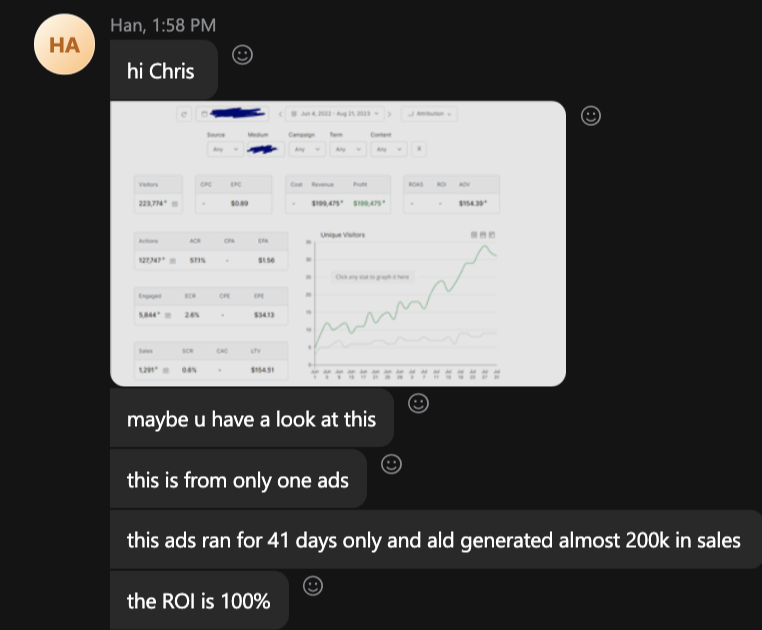 Han, 1:58 PM
HA
hi Chris
Jun 4, 2022 - Aug 21, 2023
Attribution
Source Medium Campaign Term Content
Any Any Any Any
Visitors CPC EPC Cost Revenue Profit ROAS ROI AOV
223,774* - $0.89 - $199,475* $199,475* - - $154.39*
Actions ACR CPA EPA
127,747* 57.1% - $1.56
Unique Visitors
Click any stat to graph it here
Engaged ECR CPE EPE
5,844* 2.6% - $34.13
Sales SCR CAC LTV
1,291* 0.6% - $154.51
maybe u have a look at this
this is from only one ads
this ads ran for 41 days only and ald generated almost 200k in sales
the ROI is 100%